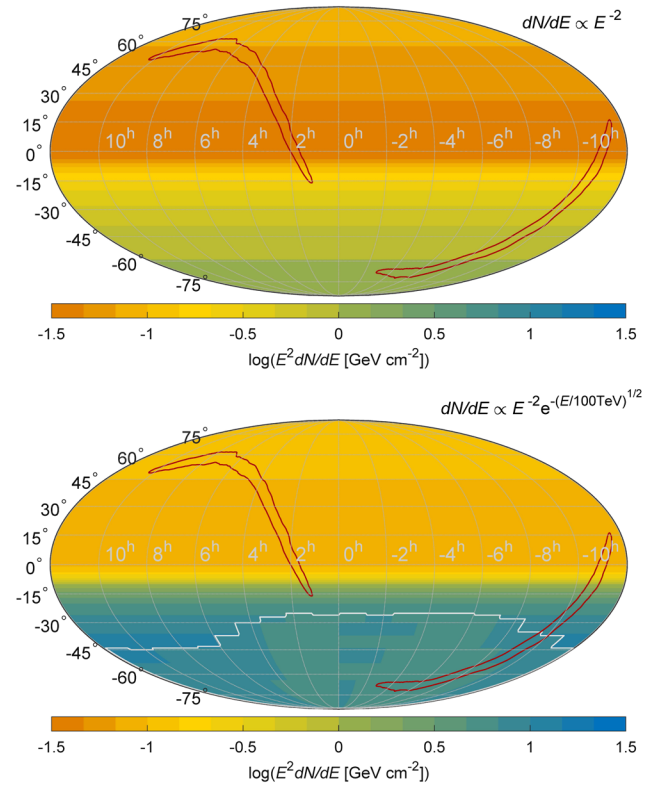 dN/dE ∝ E⁻²
75°
60°
45°
30°
15°
0°
-15°
-30°
-45°
-60°
-75°
10ʰ 8ʰ 6ʰ 4ʰ 2ʰ 0ʰ -2ʰ -4ʰ -6ʰ -8ʰ -10ʰ
-1.5 -1 -0.5 0 0.5 1 1.5
log(E²dN/dE [GeV cm⁻²])
dN/dE ∝ E⁻²e^{-(E/100TeV)^{1/2}}
75°
60°
45°
30°
15°
0°
-15°
-30°
-45°
-60°
-75°
10ʰ 8ʰ 6ʰ 4ʰ 2ʰ 0ʰ -2ʰ -4ʰ -6ʰ -8ʰ -10ʰ
-1.5 -1 -0.5 0 0.5 1 1.5
log(E²dN/dE [GeV cm⁻²])